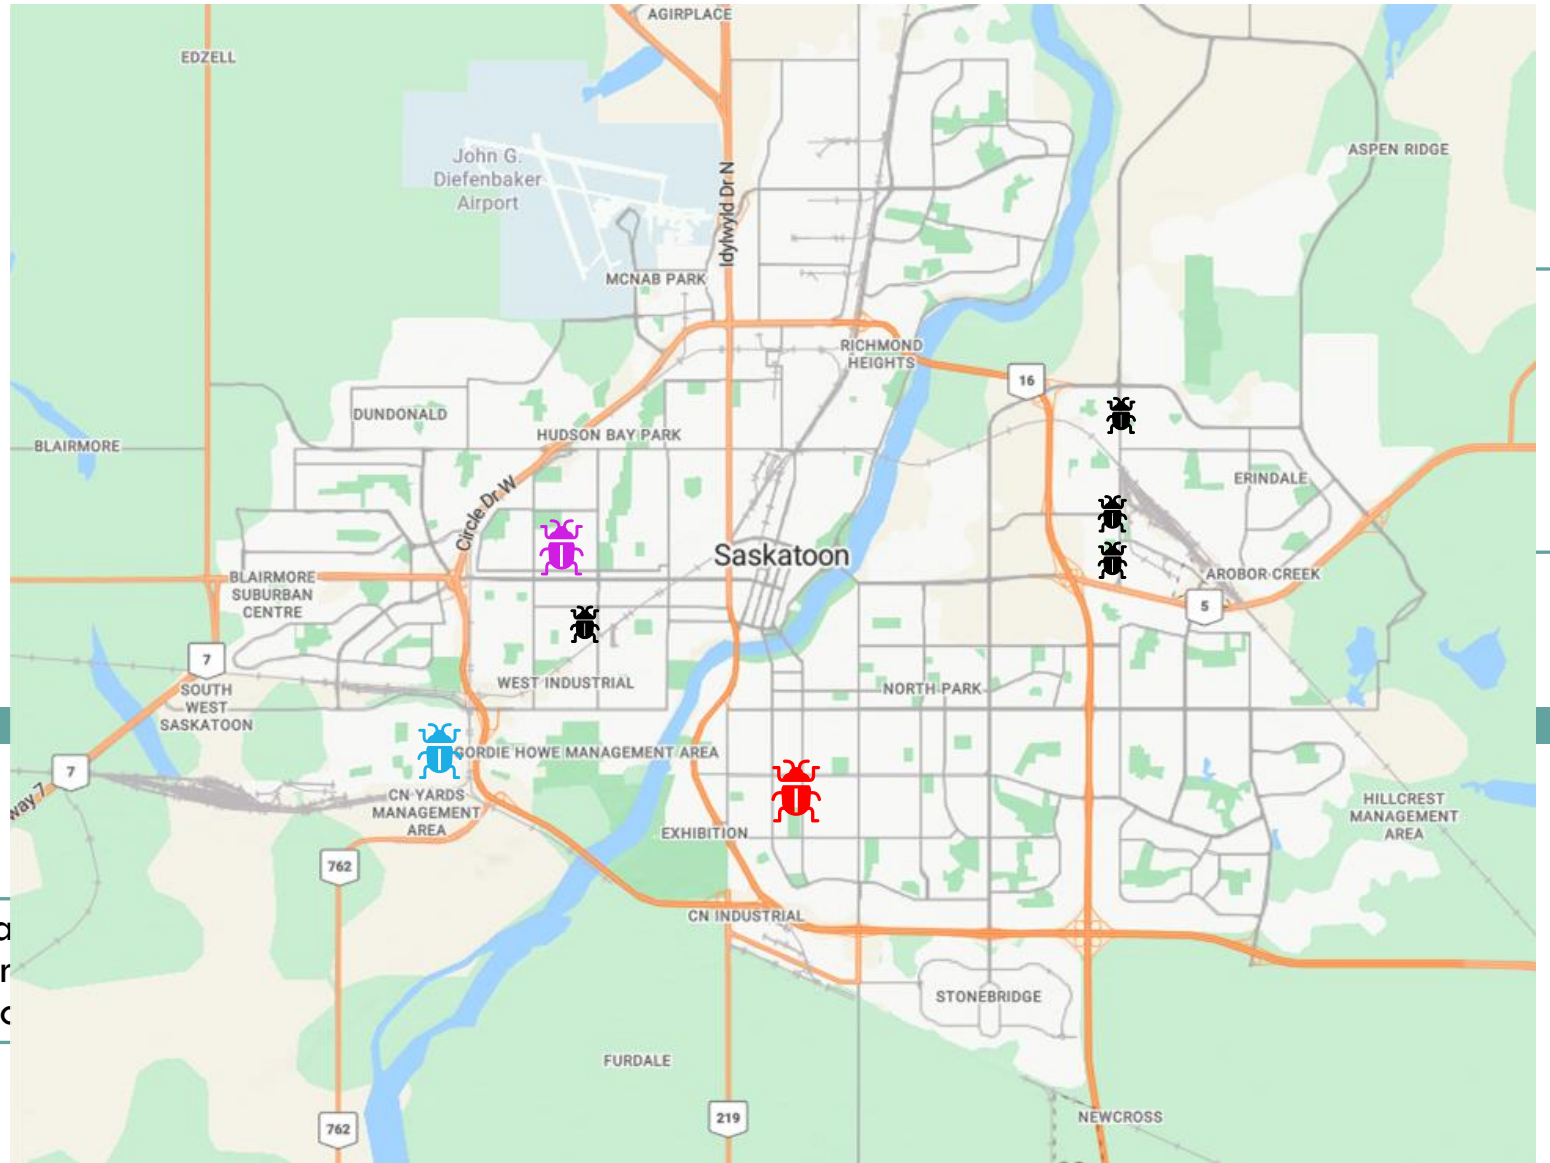 AGIRPLACE
EDZELL
John G.
Diefenbaker
Airport
Idylwyld Dr N
ASPEN RIDGE
MCNAB PARK
RICHMOND
HEIGHTS
16
DUNDONALD
HUDSON BAY PARK
BLAIRMORE
ERINDALE
Circle Dr W
Saskatoon
BLAIRMORE
SUBURBAN
CENTRE
AROBOR CREEK
5
7
SOUTH
WEST
SASKATOON
WEST INDUSTRIAL
NORTH PARK
GORDIE HOWE MANAGEMENT AREA
7
way 7
CN YARDS
MANAGEMENT
AREA
EXHIBITION
HILLCREST
MANAGEMENT
AREA
762
CN INDUSTRIAL
STONEBRIDGE
FURDALE
762
219
NEWCROSS